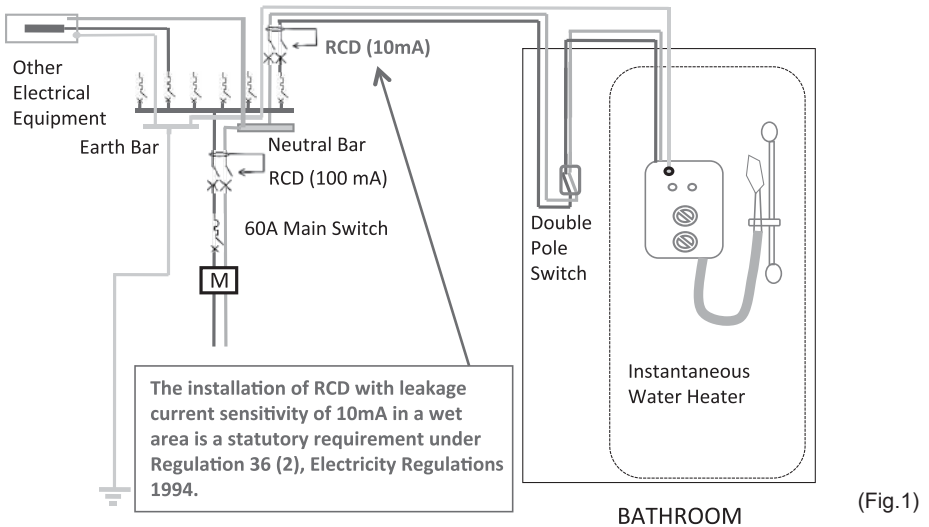 RCD (10mA)
Other
Electrical
Equipment
Earth Bar
Neutral Bar
RCD (100 mA)
60A Main Switch
M
Double
Pole
Switch
Instantaneous
Water Heater
The installation of RCD with leakage
current sensitivity of 10mA in a wet
area is a statutory requirement under
Regulation 36 (2), Electricity Regulations
1994.
(Fig.1)
BATHROOM